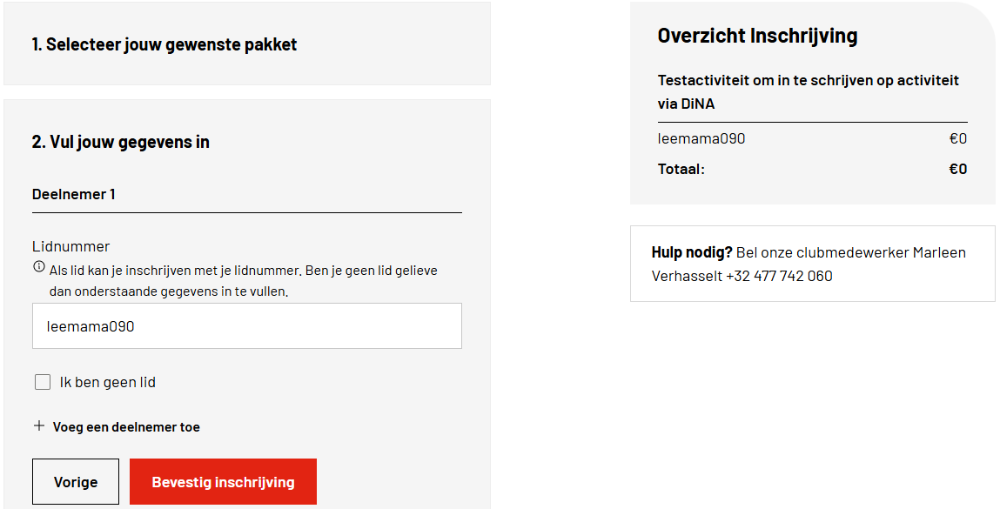 1. Selecteer jouw gewenste pakket
2. Vul jouw gegevens in
Deelnemer 1
Lidnummer
Als lid kan je inschrijven met je lidnummer. Ben je geen lid gelieve
dan onderstaande gegevens in te vullen.
leemama090
Ik ben geen lid
+ Voeg een deelnemer toe
Vorige
Bevestig inschrijving
Overzicht Inschrijving
Testactiviteit om in te schrijven op activiteit
via DiNA
leemama090 €0
Totaal: €0
Hulp nodig? Bel onze clubmedewerker Marleen
Verhasselt +32 477 742 060